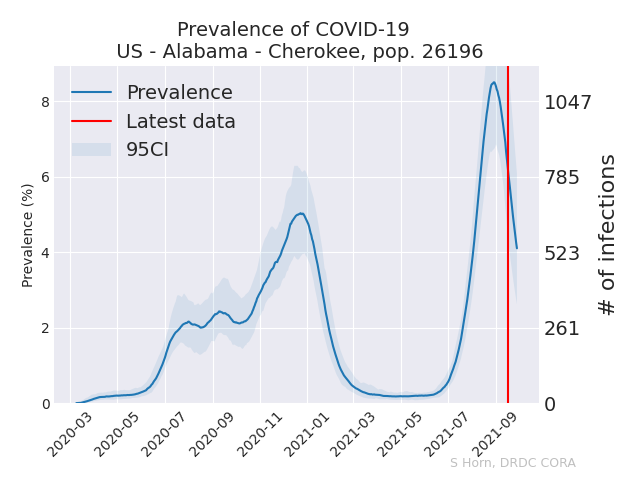 Prevalence of COVID-19
US - Alabama - Cherokee, pop. 26196
Prevalence
Latest data
95CI
Prevalence (%)
8
6
4
2
0
1047
785
523
261
0
# of infections
2020-03
2020-05
2020-07
2020-09
2020-11
2021-01
2021-03
2021-05
2021-07
2021-09
S Horn, DRDC CORA